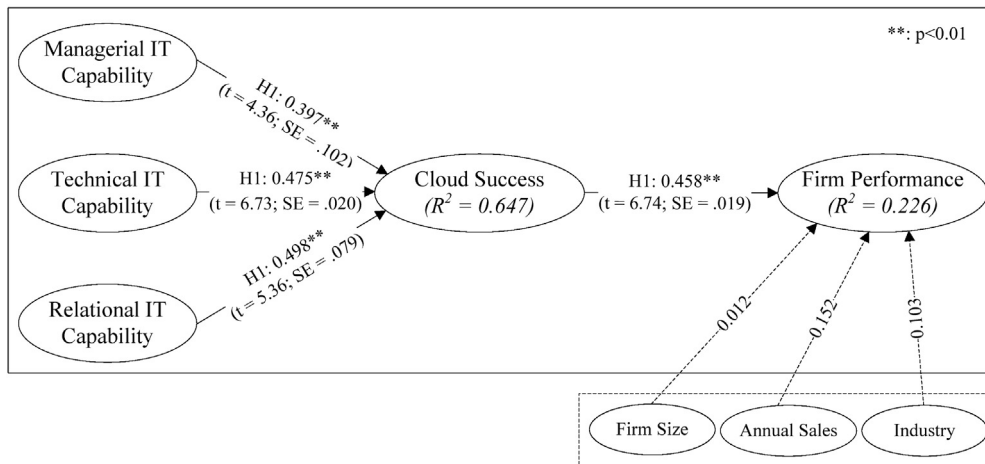 **: p<0.01
Managerial IT
Capability
H1: 0.397**
(t = 4.36; SE = .102)
Technical IT
Capability
H1: 0.475**
(t = 6.73; SE = .020)
Cloud Success
(R² = 0.647)
H1: 0.458**
(t = 6.74; SE = .019)
Firm Performance
(R² = 0.226)
H1: 0.498**
(t = 5.36; SE = .079)
Relational IT
Capability
0.012
0.152
0.103
Firm Size
Annual Sales
Industry